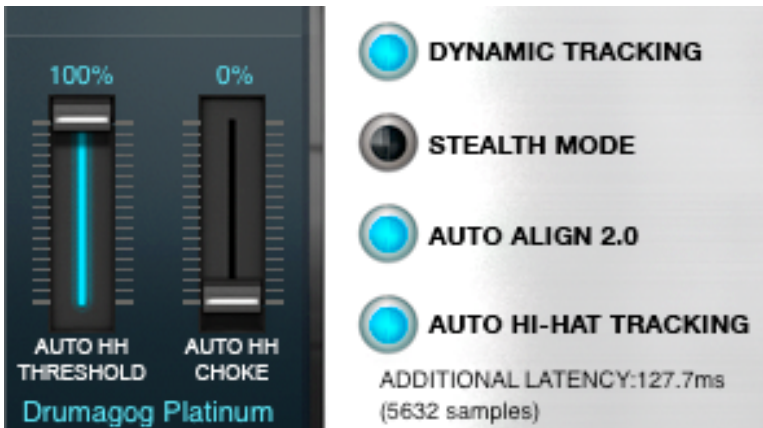 100%
0%
AUTO HH
THRESHOLD
AUTO HH
CHOKE
Drumagog Platinum
DYNAMIC TRACKING
STEALTH MODE
AUTO ALIGN 2.0
AUTO HI-HAT TRACKING
ADDITIONAL LATENCY:127.7ms
(5632 samples)